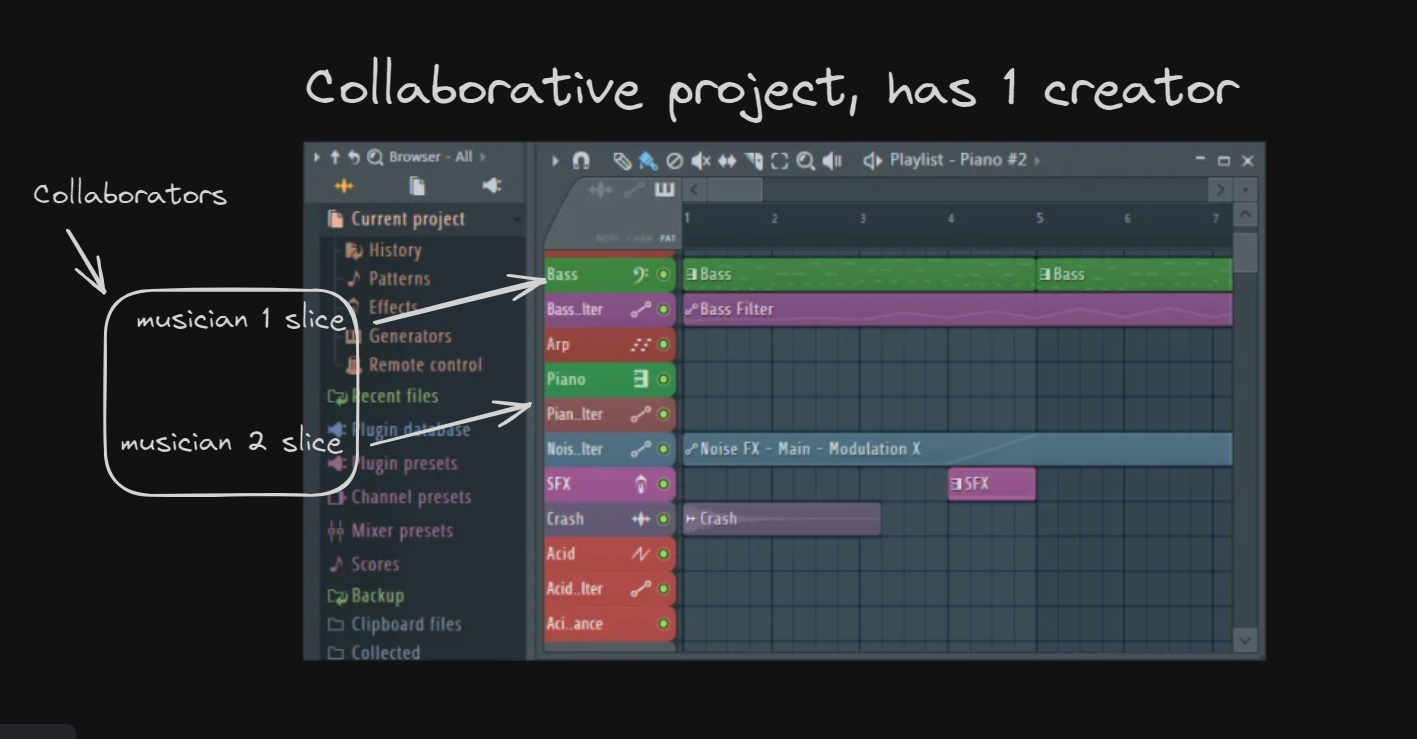 Collaborative project, has 1 creator
Browser - All
Playlist - Piano #2
Collaborators
Current project
1 2 3 4 5 6 7
NOTE CHAN PAT
History
Patterns
Effects
Generators
Remote control
Recent files
Plugin database
Plugin presets
Channel presets
Mixer presets
Scores
Backup
Clipboard files
Collected
musician 1 slice
musician 2 slice
Bass Bass Bass
Bass..lter Bass Filter
Arp
Piano
Pian..lter
Nois..lter Noise FX - Main - Modulation X
SFX SFX
Crash Crash
Acid
Acid..lter
Aci..ance